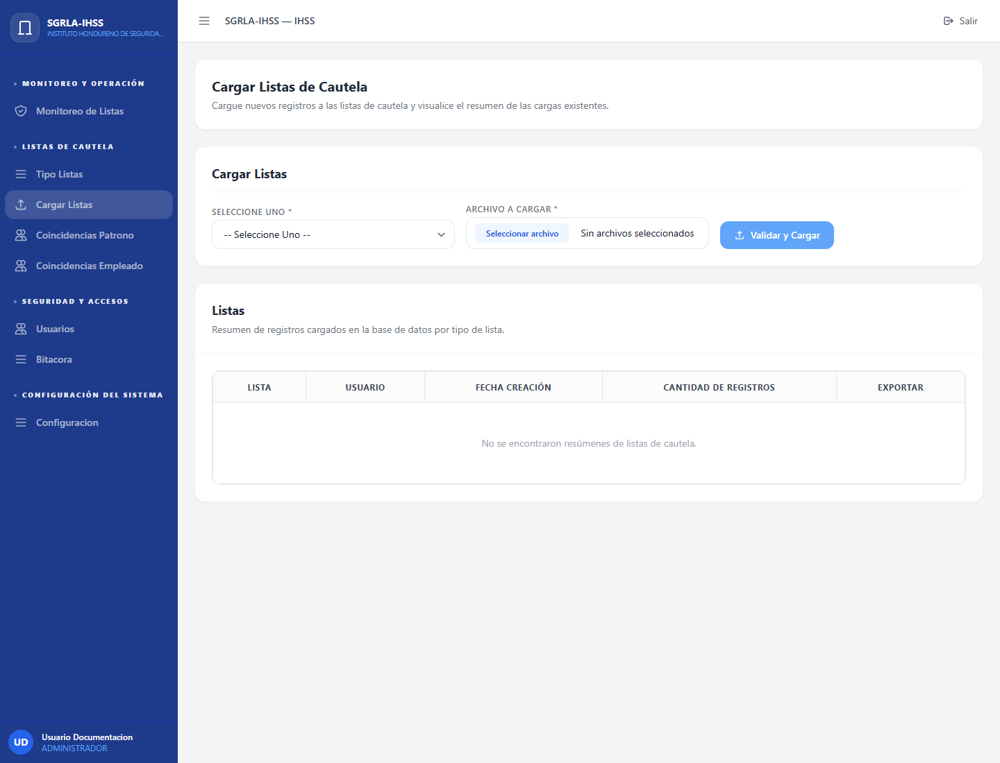 SGRLA-IHSS
INSTITUTO HONDURENO DE SEGURIDA...
MONITOREO Y OPERACIÓN
Monitoreo de Listas
LISTAS DE CAUTELA
Tipo Listas
Cargar Listas
Coincidencias Patrono
Coincidencias Empleado
SEGURIDAD Y ACCESOS
Usuarios
Bitacora
CONFIGURACIÓN DEL SISTEMA
Configuracion
UD
Usuario Documentacion
ADMINISTRADOR
SGRLA-IHSS — IHSS
Salir
Cargar Listas de Cautela
Cargue nuevos registros a las listas de cautela y visualice el resumen de las cargas existentes.
Cargar Listas
SELECCIONE UNO *
-- Seleccione Uno --
ARCHIVO A CARGAR *
Seleccionar archivo Sin archivos seleccionados
Validar y Cargar
Listas
Resumen de registros cargados en la base de datos por tipo de lista.
LISTA USUARIO FECHA CREACIÓN CANTIDAD DE REGISTROS EXPORTAR
No se encontraron resúmenes de listas de cautela.